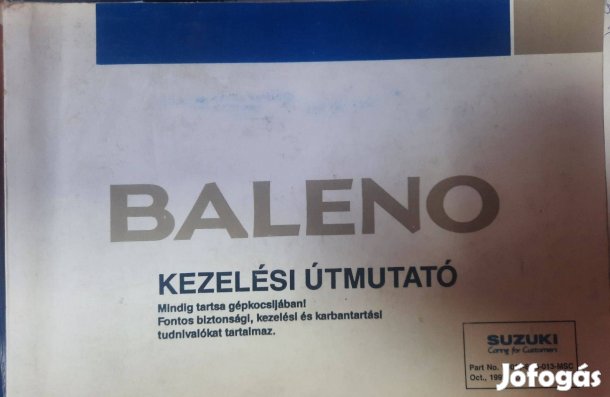 BALENO
KEZELÉSI ÚTMUTATÓ
Mindig tartsa gépkocsijában!
Fontos biztonsági, kezelési és karbantartási
tudnivalókat tartalmaz.
SUZUKI
Caring for Customers
Part No.
Oct.,
Jófogás